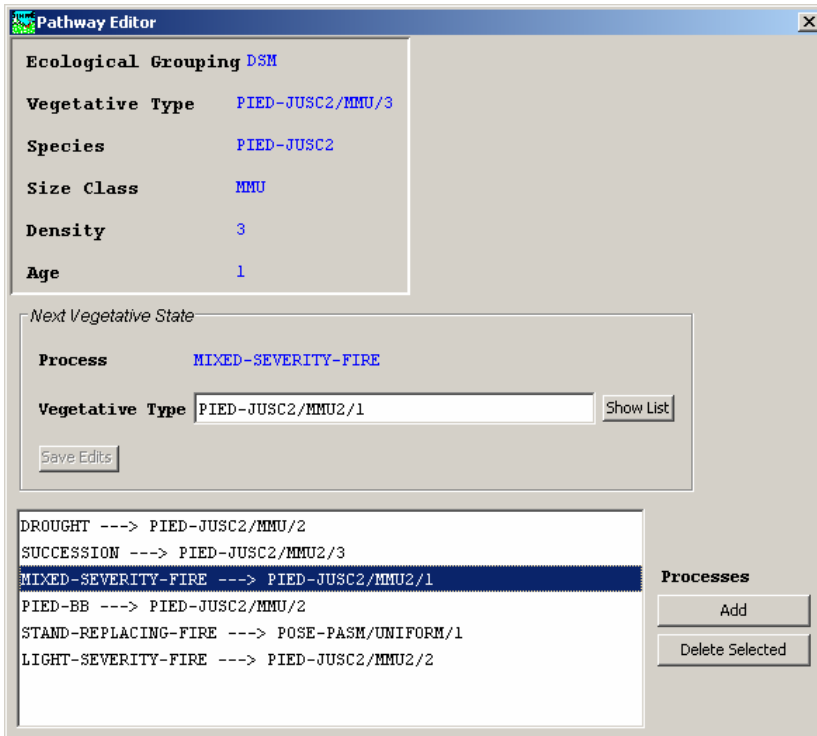 Pathway Editor
Ecological Grouping DSM
Vegetative Type PIED-JUSC2/MMU/3
Species PIED-JUSC2
Size Class MMU
Density 3
Age 1
Next Vegetative State
Process MIXED-SEVERITY-FIRE
Vegetative Type PIED-JUSC2/MMU2/1 Show List
Save Edits
DROUGHT ---> PIED-JUSC2/MMU/2
SUCCESSION ---> PIED-JUSC2/MMU2/3
MIXED-SEVERITY-FIRE ---> PIED-JUSC2/MMU2/1
PIED-BB ---> PIED-JUSC2/MMU/2
STAND-REPLACING-FIRE ---> POSE-PASM/UNIFORM/1
LIGHT-SEVERITY-FIRE ---> PIED-JUSC2/MMU2/2
Processes
Add
Delete Selected